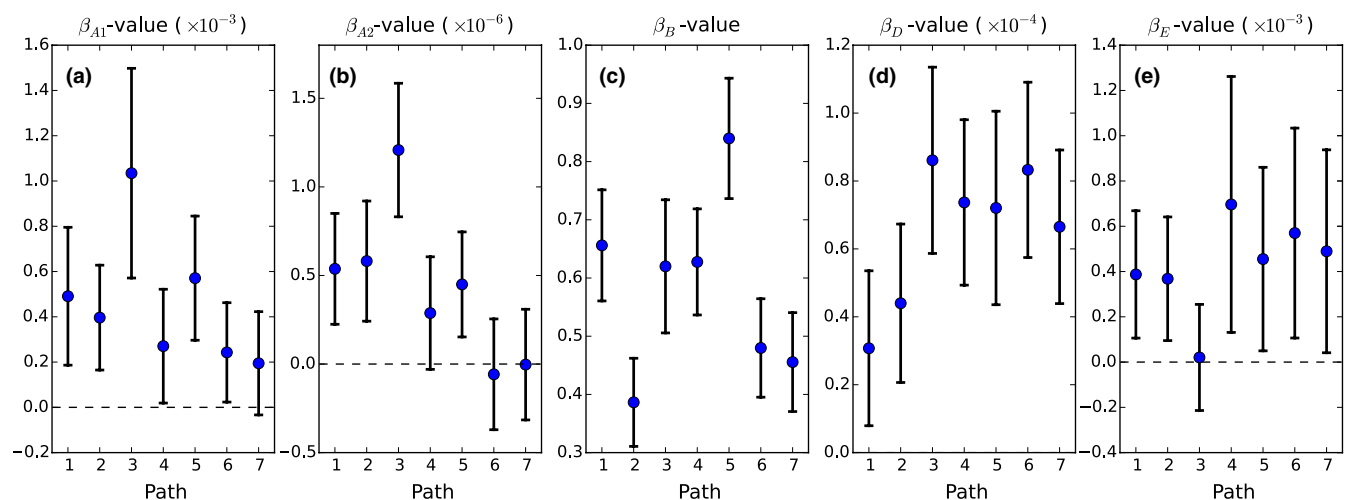 β_A1-value (×10⁻³)
(a)
1.6
1.4
1.2
1.0
0.8
0.6
0.4
0.2
0.0
−0.2
1 2 3 4 5 6 7
Path
β_A2-value (×10⁻⁶)
(b)
1.5
1.0
0.5
0.0
−0.5
1 2 3 4 5 6 7
Path
β_B-value
(c)
1.0
0.9
0.8
0.7
0.6
0.5
0.4
0.3
1 2 3 4 5 6 7
Path
β_D-value (×10⁻⁴)
(d)
1.2
1.0
0.8
0.6
0.4
0.2
0.0
1 2 3 4 5 6 7
Path
β_E-value (×10⁻³)
(e)
1.4
1.2
1.0
0.8
0.6
0.4
0.2
0.0
−0.2
−0.4
1 2 3 4 5 6 7
Path